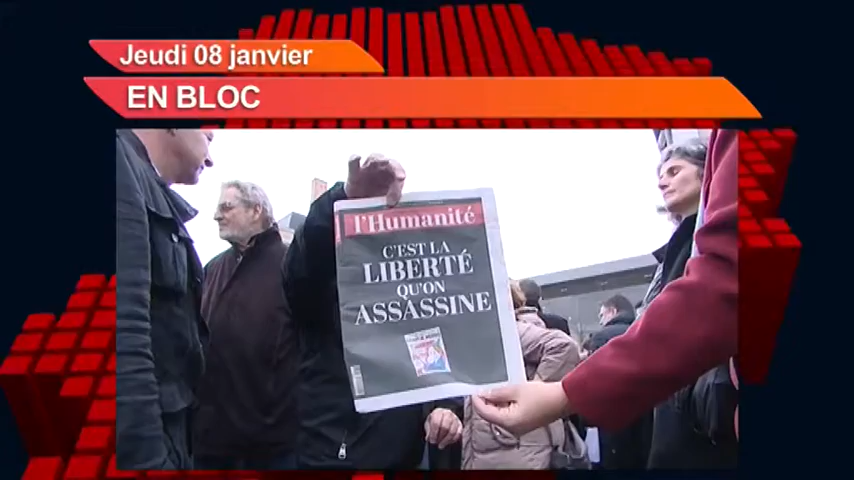 Jeudi 08 janvier
EN BLOC
l'Humanité
C'EST LA
LIBERTÉ
QU'ON
ASSASSINE